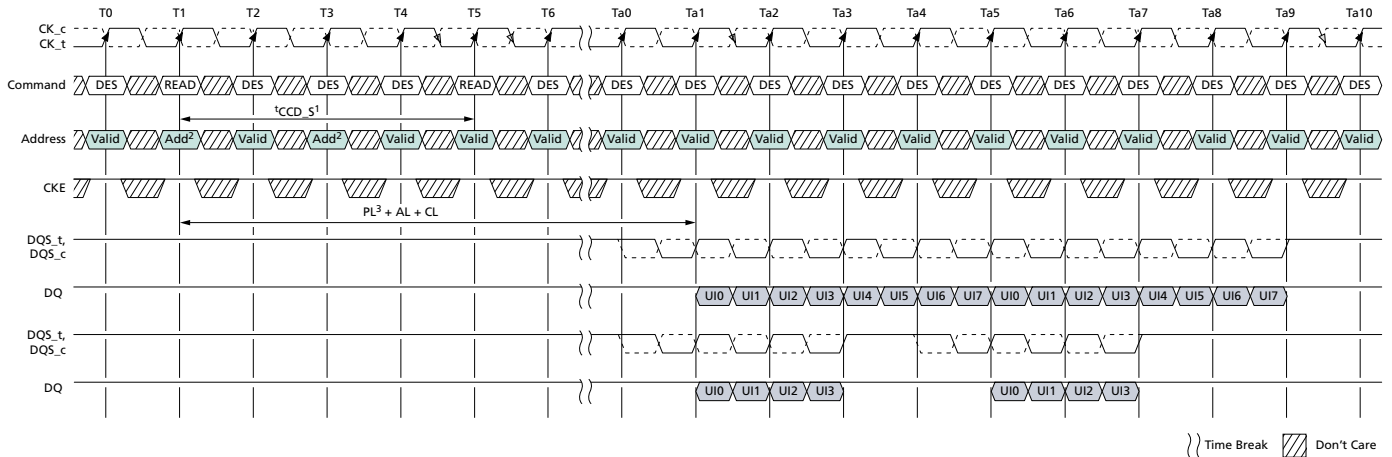 T0 T1 T2 T3 T4 T5 T6 Ta0 Ta1 Ta2 Ta3 Ta4 Ta5 Ta6 Ta7 Ta8 Ta9 Ta10
CK_c
CK_t
Command DES READ DES DES DES READ DES DES DES DES DES DES DES DES DES DES DES DES
tCCD_S1
Address Valid Add2 Valid Add2 Valid Valid Valid Valid Valid Valid Valid Valid Valid Valid Valid Valid Valid Valid
CKE
PL3 + AL + CL
DQS_t,
DQS_c
DQ UI0 UI1 UI2 UI3 UI4 UI5 UI6 UI7 UI0 UI1 UI2 UI3 UI4 UI5 UI6 UI7
DQS_t,
DQS_c
DQ UI0 UI1 UI2 UI3 UI0 UI1 UI2 UI3
Time Break Don't Care